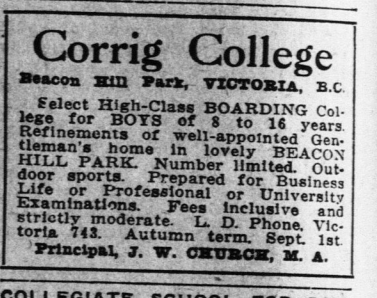 Corrig College
Beacon Hill Park, VICTORIA, B.C.
Select High-Class BOARDING Col-
lege for BOYS of 8 to 16 years.
Refinements of well-appointed Gen-
tleman's home in lovely BEACON
HILL PARK. Number limited. Out-
door sports. Prepared for Business
Life or Professional or University
Examinations. Fees inclusive and
strictly moderate. L. D. Phone, Vic-
toria 743. Autumn term, Sept. 1st.
Principal, J. W. CHURCH, M. A.